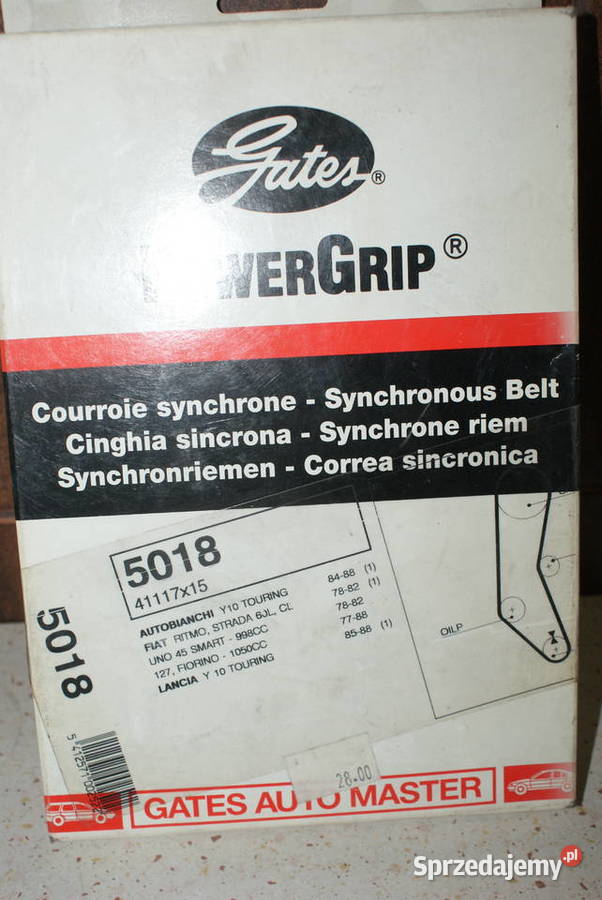 Gates®
POWERGRIP®
Courroie synchrone - Synchronous Belt
Cinghia sincrona - Synchrone riem
Synchronriemen - Correa sincronica
5018
41117x15
AUTOBIANCHI Y10 TOURING 84-88 (1)
FIAT RITMO, STRADA 6JL, CL 78-82 (1)
UNO 45 SMART - 998CC 78-82
127, FIORINO - 1050CC 77-88
LANCIA Y 10 TOURING 85-88 (1)
OILP
5018
28.00
GATES AUTO MASTER
Sprzedajemy.pl